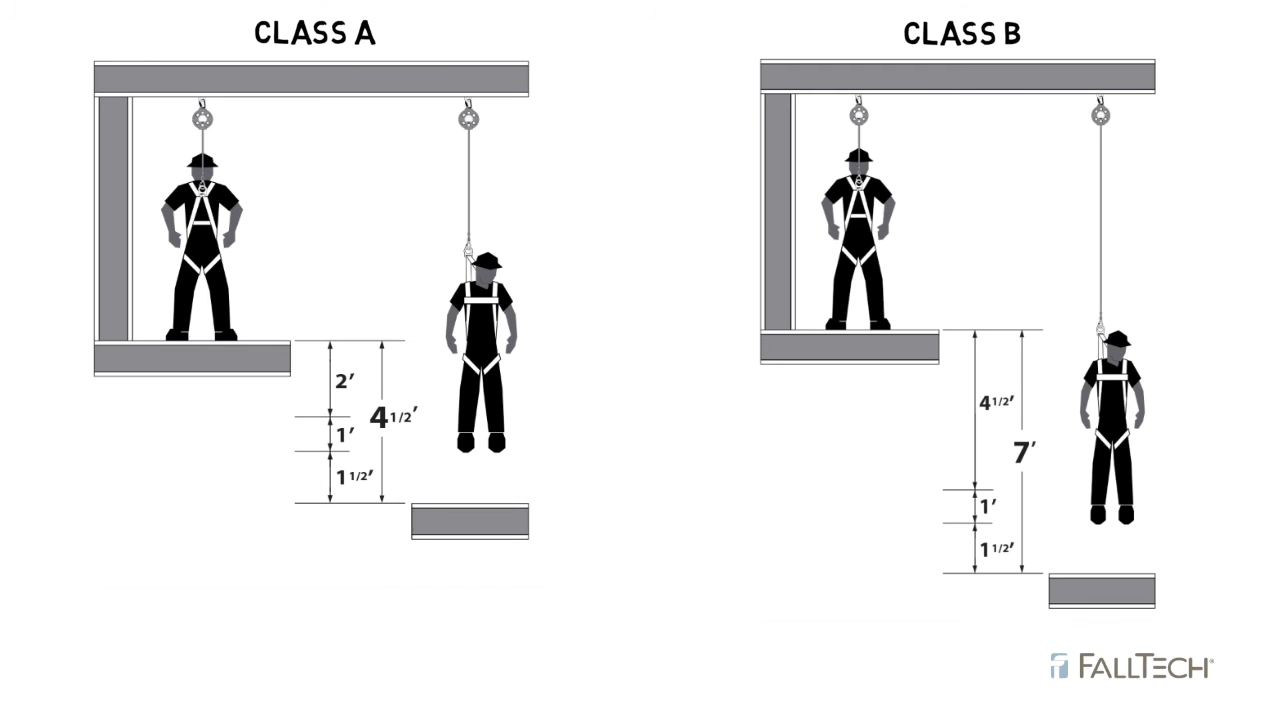 CLASS A
2'
4 1/2'
1'
1 1/2'
CLASS B
4 1/2'
7'
1'
1 1/2'
FALLTECH®